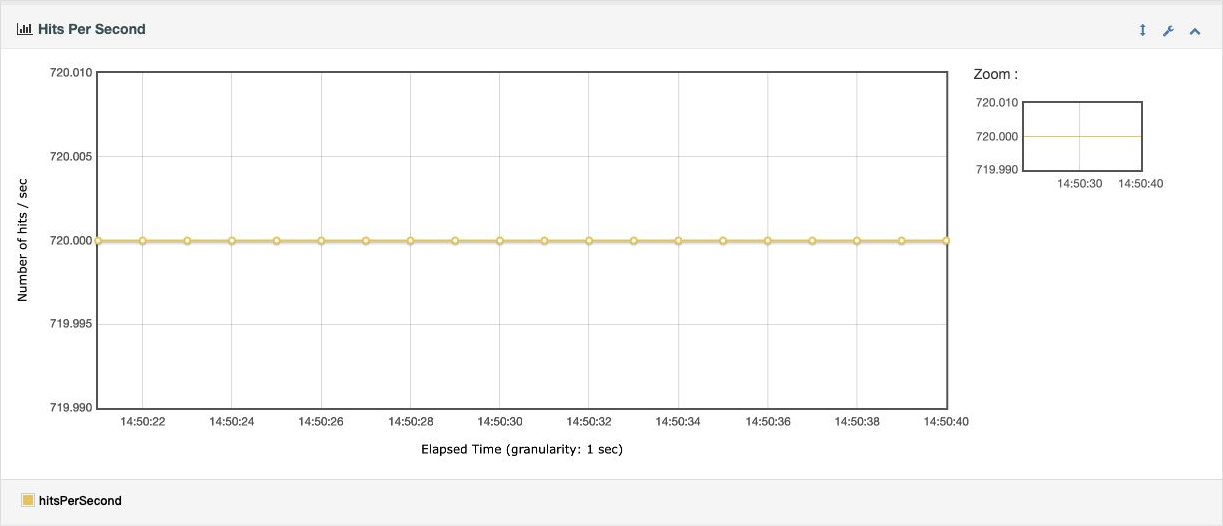 Hits Per Second
Zoom :
720.010
720.005
720.000
719.995
719.990
Number of hits / sec
14:50:22 14:50:24 14:50:26 14:50:28 14:50:30 14:50:32 14:50:34 14:50:36 14:50:38 14:50:40
Elapsed Time (granularity: 1 sec)
720.010
720.000
719.990
14:50:30 14:50:40
hitsPerSecond